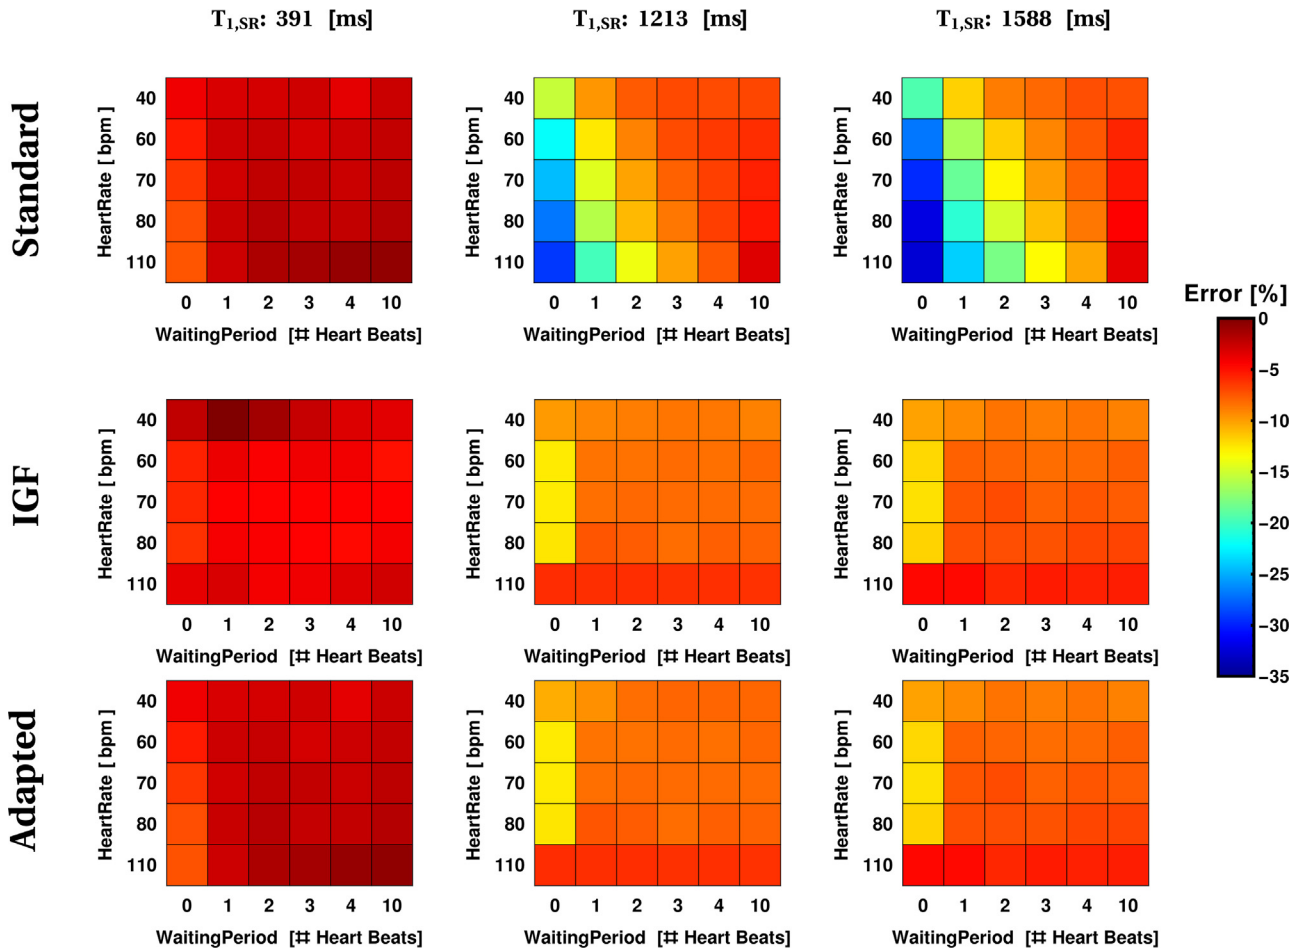 T1,SR: 391 [ms] T1,SR: 1213 [ms] T1,SR: 1588 [ms]
Standard
HeartRate [ bpm ]
40
60
70
80
110
0 1 2 3 4 10
WaitingPeriod [# Heart Beats]
HeartRate [ bpm ]
40
60
70
80
110
0 1 2 3 4 10
WaitingPeriod [# Heart Beats]
HeartRate [ bpm ]
40
60
70
80
110
0 1 2 3 4 10
WaitingPeriod [# Heart Beats]
Error [%]
0
−5
−10
−15
−20
−25
−30
−35
IGF
HeartRate [ bpm ]
40
60
70
80
110
0 1 2 3 4 10
WaitingPeriod [# Heart Beats]
HeartRate [ bpm ]
40
60
70
80
110
0 1 2 3 4 10
WaitingPeriod [# Heart Beats]
HeartRate [ bpm ]
40
60
70
80
110
0 1 2 3 4 10
WaitingPeriod [# Heart Beats]
Adapted
HeartRate [ bpm ]
40
60
70
80
110
0 1 2 3 4 10
WaitingPeriod [# Heart Beats]
HeartRate [ bpm ]
40
60
70
80
110
0 1 2 3 4 10
WaitingPeriod [# Heart Beats]
HeartRate [ bpm ]
40
60
70
80
110
0 1 2 3 4 10
WaitingPeriod [# Heart Beats]